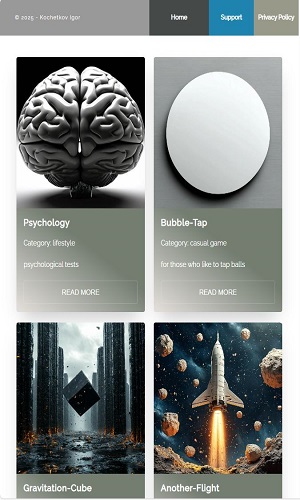 © 2025 - Kochetkov Igor
Home
Support
Privacy Policy
Psychology
Category: lifestyle
psychological tests
READ MORE
Bubble-Tap
Category: casual game
for those who like to tap balls
READ MORE
Gravitation-Cube
Another-Flight